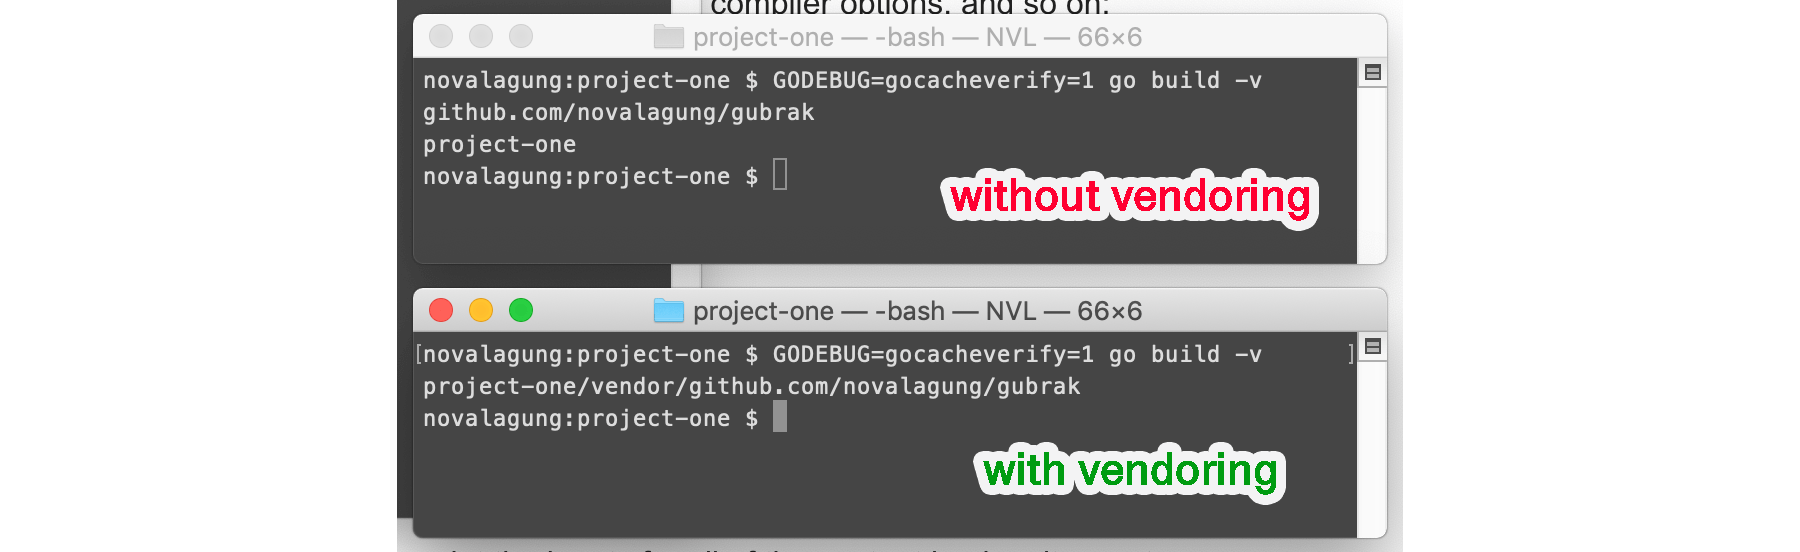 compiler options, and so on:
project-one — -bash — NVL — 66×6
novalagung:project-one $ GODEBUG=gocacheverify=1 go build -v
github.com/novalagung/gubrak
project-one
novalagung:project-one $
without vendoring
project-one — -bash — NVL — 66×6
[novalagung:project-one $ GODEBUG=gocacheverify=1 go build -v ]
project-one/vendor/github.com/novalagung/gubrak
novalagung:project-one $
with vendoring